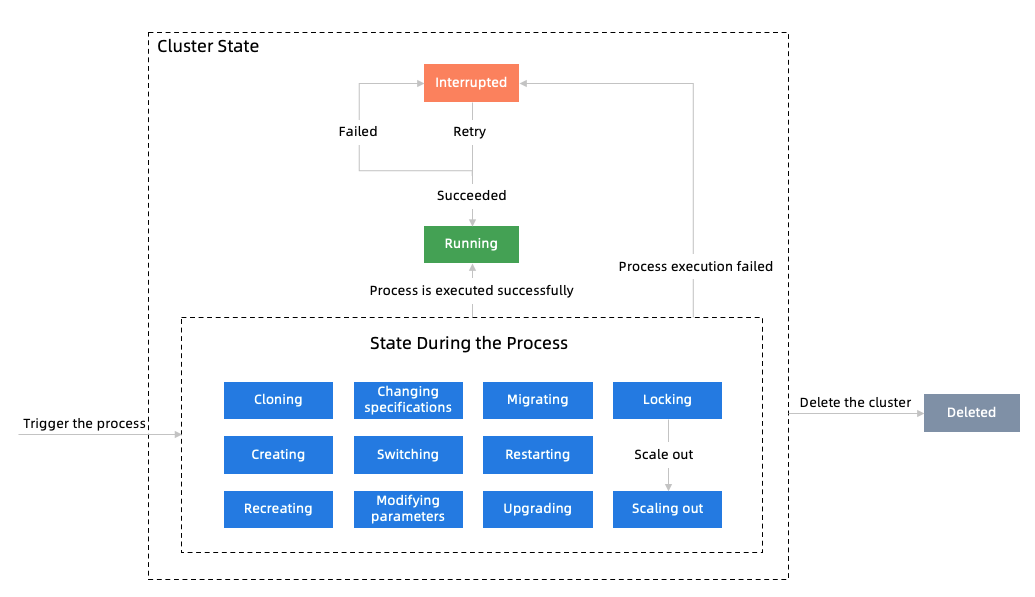 Cluster State
Interrupted
Failed
Retry
Succeeded
Running
Process execution failed
Process is executed successfully
State During the Process
Cloning
Changing
specifications
Migrating
Locking
Trigger the process
Delete the cluster
Deleted
Creating
Switching
Restarting
Scale out
Recreating
Modifying
parameters
Upgrading
Scaling out